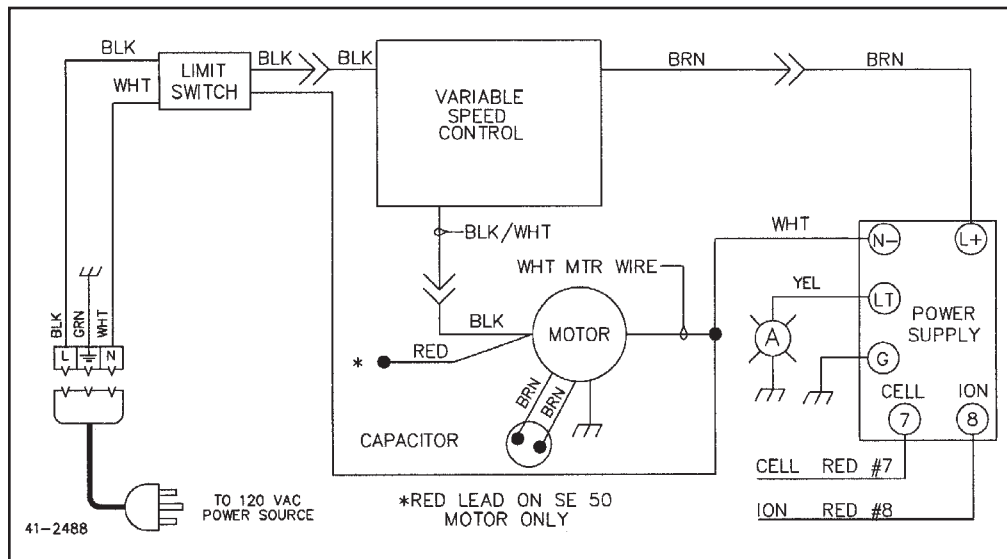 BLK
WHT
LIMIT
SWITCH
BLK
BLK
VARIABLE
SPEED
CONTROL
BRN
BRN
BLK/WHT
WHT MTR WIRE
WHT
N-
L+
YEL
LT
A
POWER
SUPPLY
G
CELL
ION
7
8
BLK
GRN
WHT
L
N
BLK
RED
*
MOTOR
BRN
BRN
CAPACITOR
CELL RED #7
ION RED #8
TO 120 VAC
POWER SOURCE
*RED LEAD ON SE 50
MOTOR ONLY
41-2488